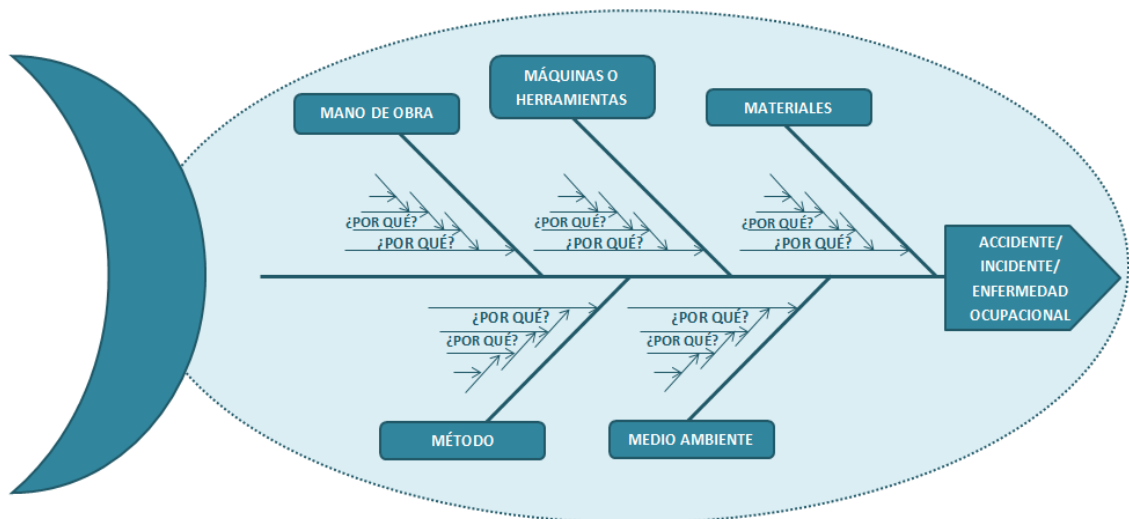 MANO DE OBRA
MÁQUINAS O
HERRAMIENTAS
MATERIALES
¿POR QUÉ?
¿POR QUÉ?
¿POR QUÉ?
¿POR QUÉ?
¿POR QUÉ?
¿POR QUÉ?
ACCIDENTE/
INCIDENTE/
ENFERMEDAD
OCUPACIONAL
¿POR QUÉ?
¿POR QUÉ?
¿POR QUÉ?
¿POR QUÉ?
MÉTODO
MEDIO AMBIENTE